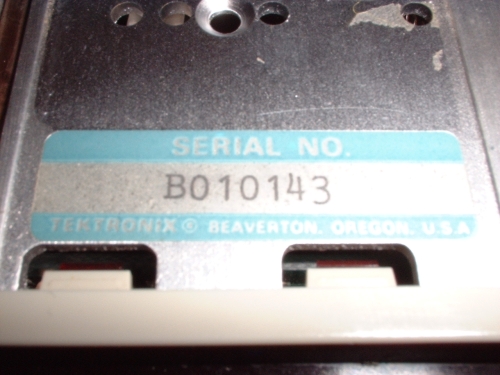 SERIAL NO.
B010143
TEKTRONIX® BEAVERTON, OREGON, U.S.A